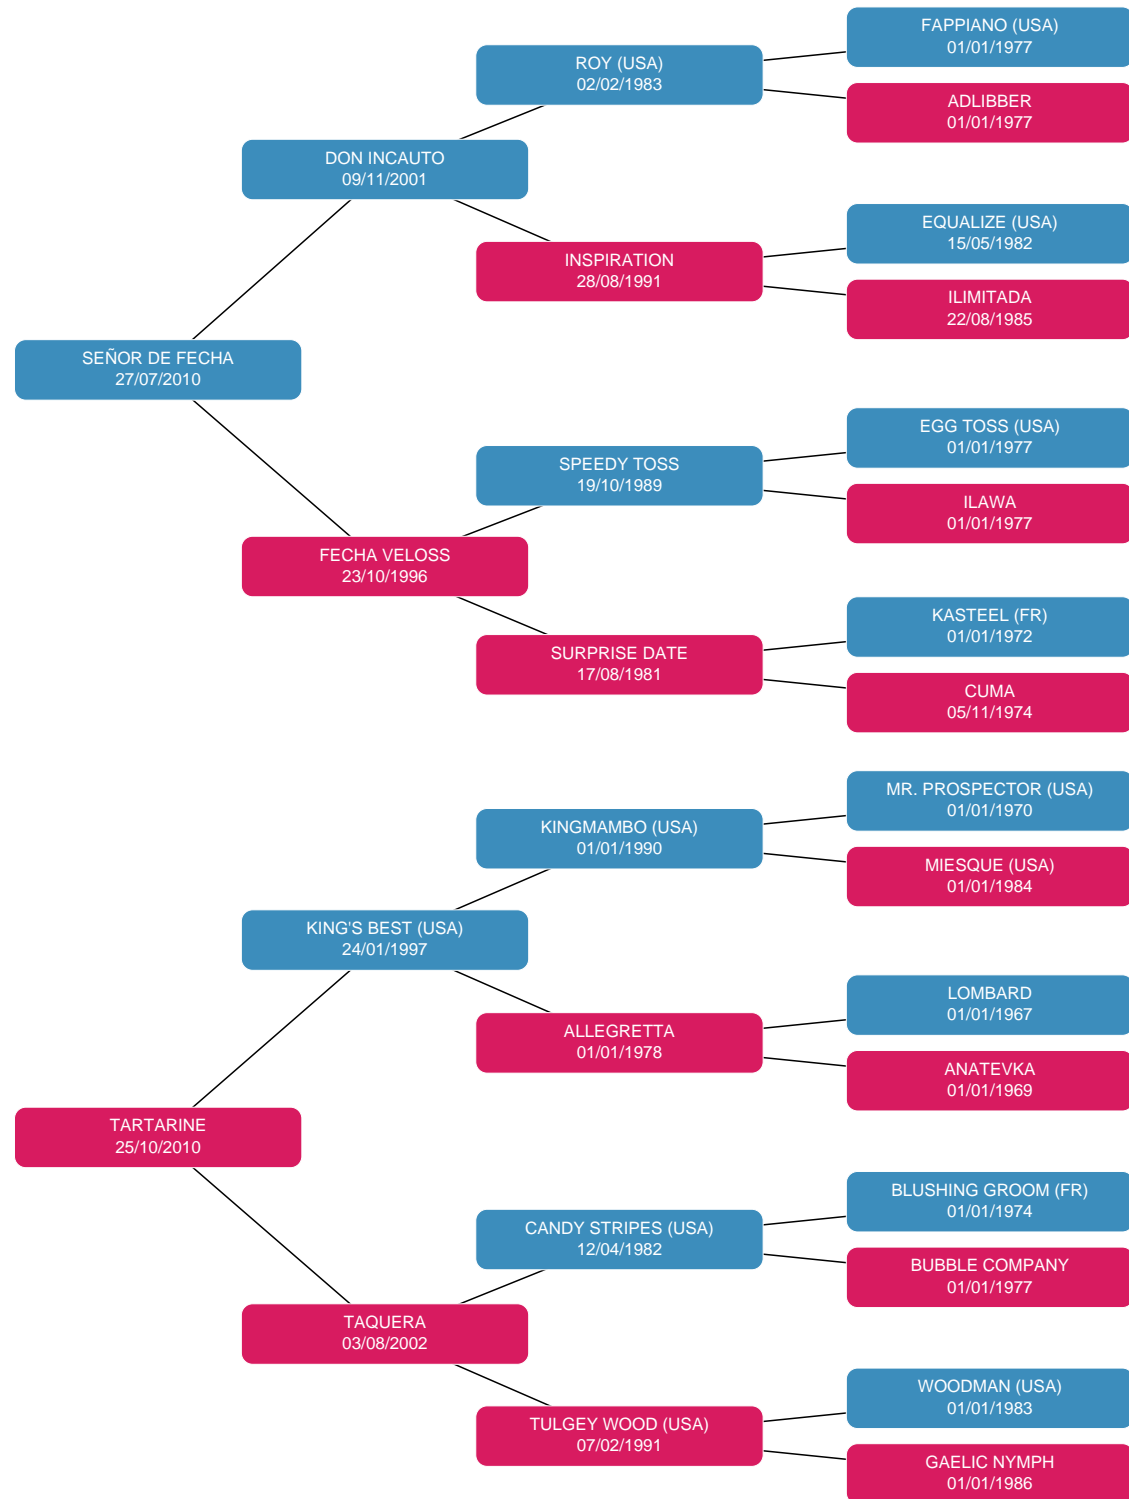 FAPPIANO (USA)
01/01/1977
ROY (USA)
02/02/1983
ADLIBBER
01/01/1977
DON INCAUTO
09/11/2001
EQUALIZE (USA)
15/05/1982
INSPIRATION
28/08/1991
ILIMITADA
22/08/1985
SEÑOR DE FECHA
27/07/2010
EGG TOSS (USA)
01/01/1977
SPEEDY TOSS
19/10/1989
ILAWA
01/01/1977
FECHA VELOSS
23/10/1996
KASTEEL (FR)
01/01/1972
SURPRISE DATE
17/08/1981
CUMA
05/11/1974
MR. PROSPECTOR (USA)
01/01/1970
KINGMAMBO (USA)
01/01/1990
MIESQUE (USA)
01/01/1984
KING'S BEST (USA)
24/01/1997
LOMBARD
01/01/1967
ALLEGRETTA
01/01/1978
ANATEVKA
01/01/1969
TARTARINE
25/10/2010
BLUSHING GROOM (FR)
01/01/1974
CANDY STRIPES (USA)
12/04/1982
BUBBLE COMPANY
01/01/1977
TAQUERA
03/08/2002
WOODMAN (USA)
01/01/1983
TULGEY WOOD (USA)
07/02/1991
GAELIC NYMPH
01/01/1986